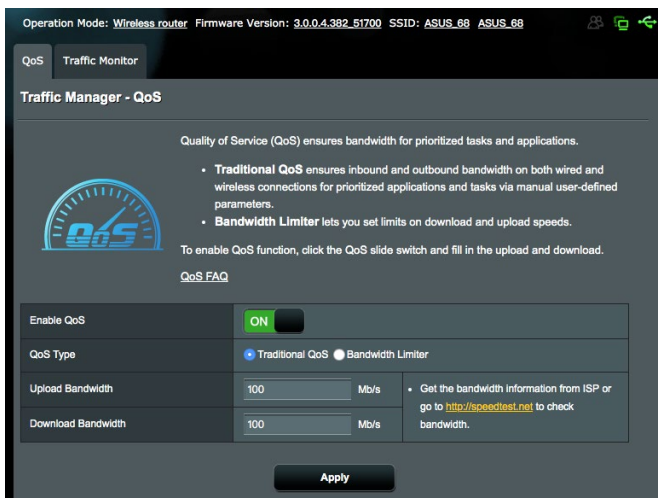 Operation Mode: Wireless router Firmware Version: 3.0.0.4.382_51700 SSID: ASUS_68 ASUS_68
QoS Traffic Monitor
Traffic Manager - QoS
Quality of Service (QoS) ensures bandwidth for prioritized tasks and applications.
• Traditional QoS ensures inbound and outbound bandwidth on both wired and
wireless connections for prioritized applications and tasks via manual user-defined
parameters.
• Bandwidth Limiter lets you set limits on download and upload speeds.
QoS
To enable QoS function, click the QoS slide switch and fill in the upload and download.
QoS FAQ
Enable QoS ON
QoS Type Traditional QoS Bandwidth Limiter
Upload Bandwidth 100 Mb/s
• Get the bandwidth information from ISP or
go to http://speedtest.net to check
bandwidth.
Download Bandwidth 100 Mb/s
Apply